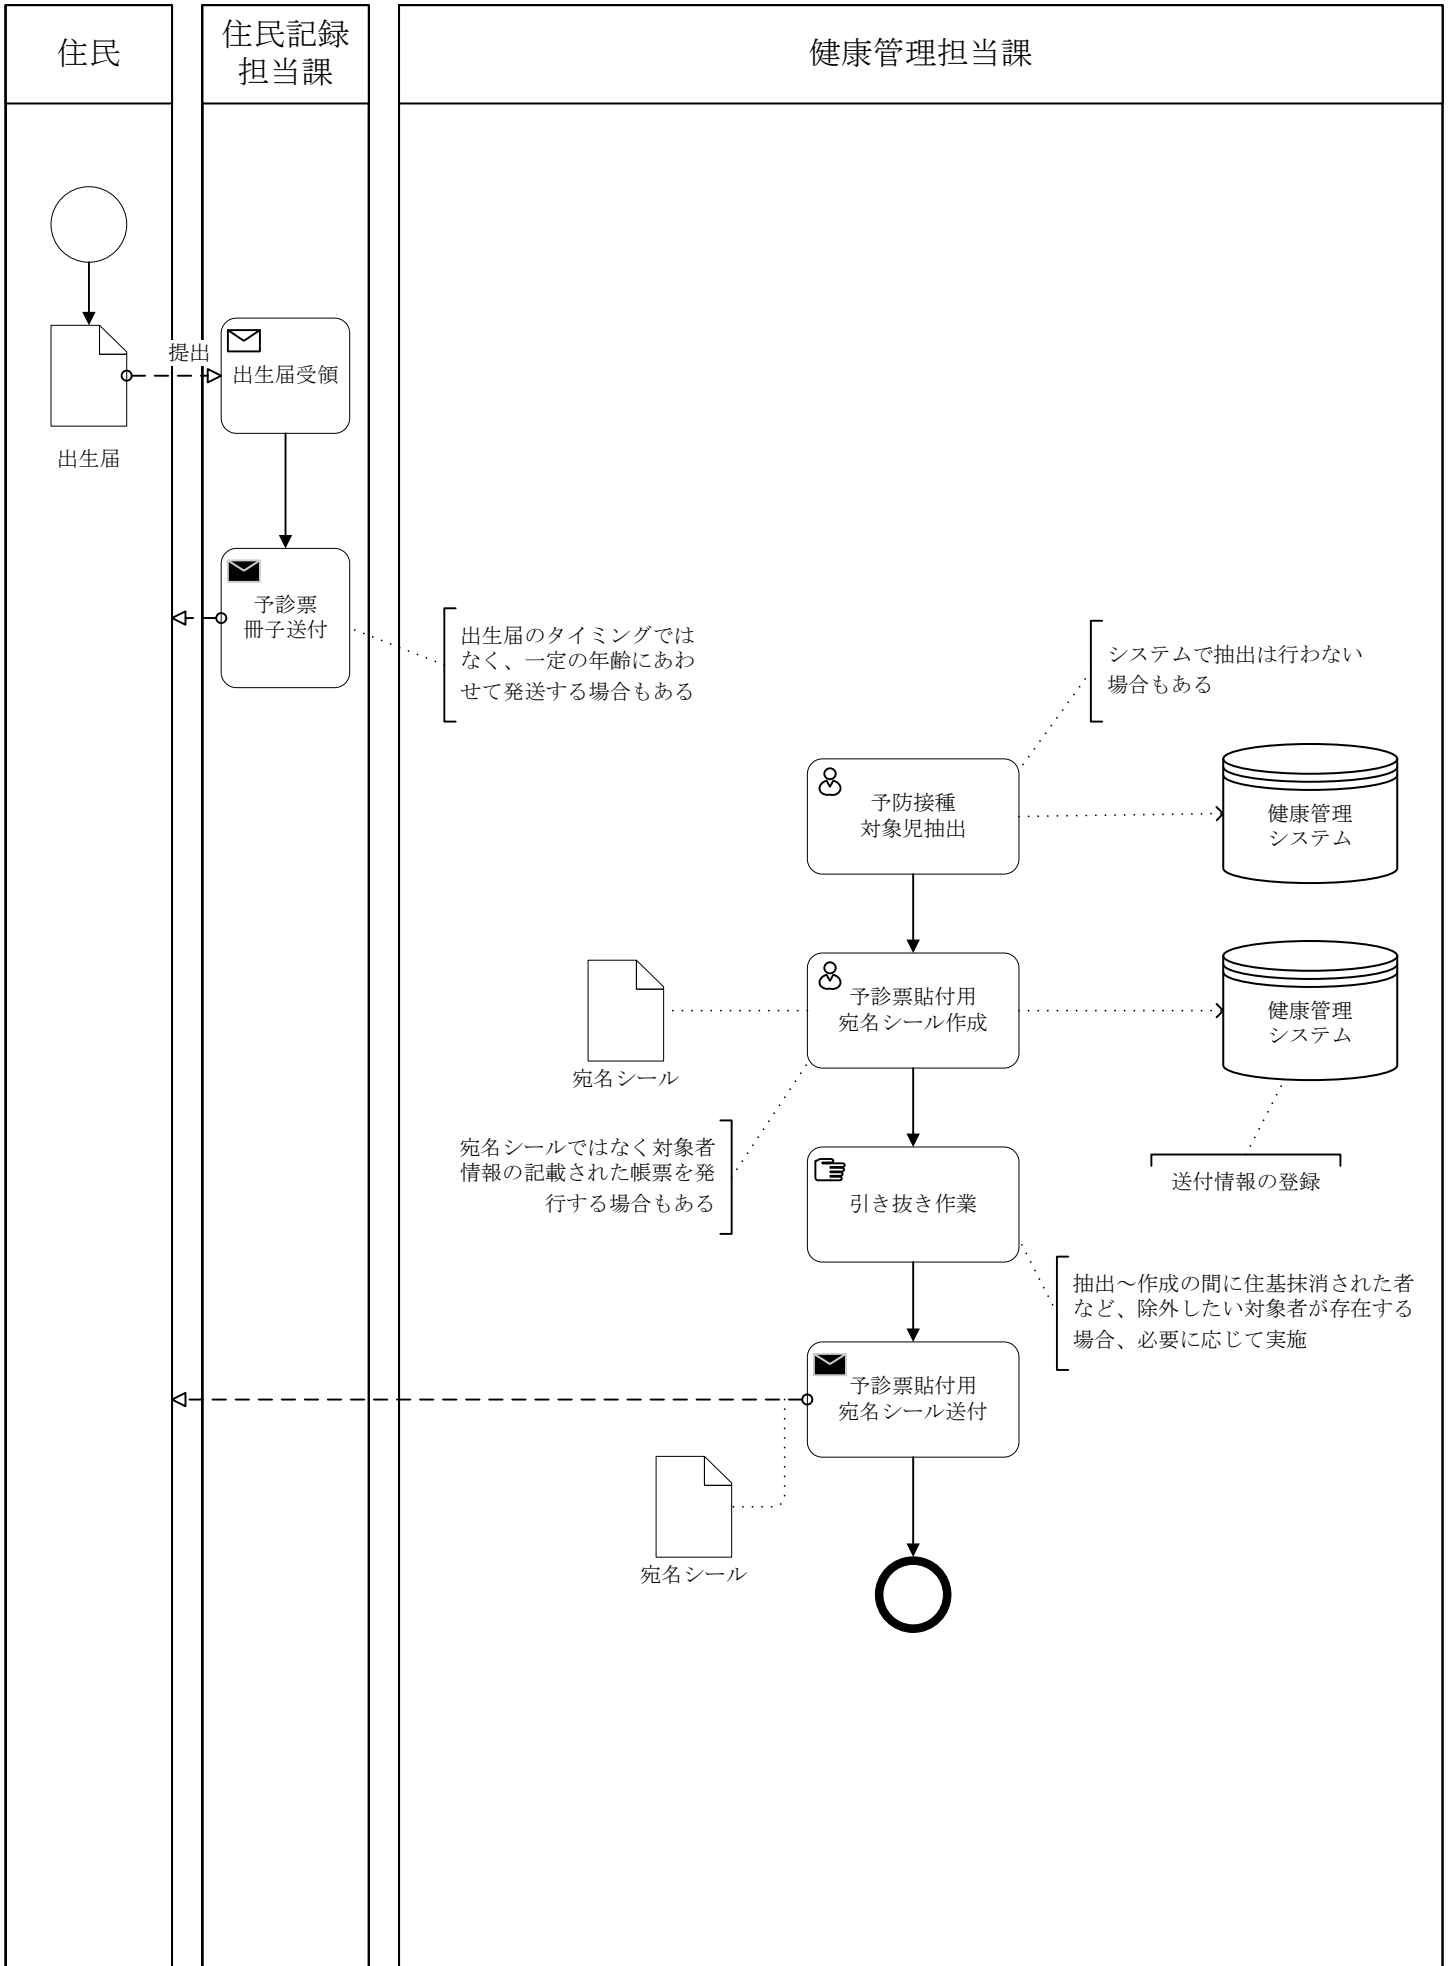 住民
住民記録
担当課
健康管理担当課
提出
出生届受領
出生届
予診票
冊子送付
出生届のタイミングでは
なく、一定の年齢にあわ
せて発送する場合もある
システムで抽出は行わない
場合もある
予防接種
対象児抽出
健康管理
システム
予診票貼付用
宛名シール作成
健康管理
システム
宛名シール
宛名シールではなく対象者
情報の記載された帳票を発
行する場合もある
引き抜き作業
送付情報の登録
抽出～作成の間に住基抹消された者
など、除外したい対象者が存在する
場合、必要に応じて実施
予診票貼付用
宛名シール送付
宛名シール